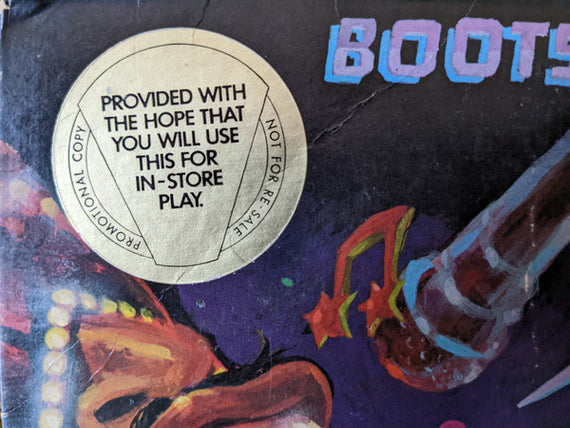 BOOTS
PROVIDED WITH
THE HOPE THAT
YOU WILL USE
THIS FOR
IN-STORE
PLAY.
PROMOTIONAL COPY
NOT FOR RE-SALE